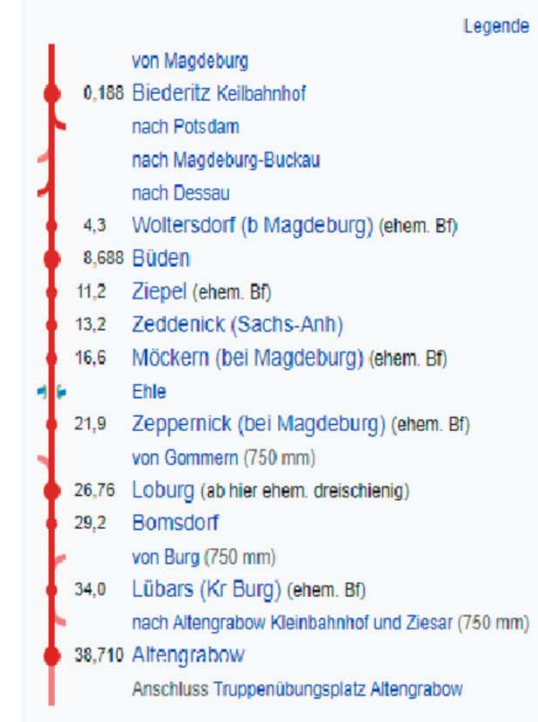 Legende
von Magdeburg
0,188 Biederitz Keilbahnhof
nach Potsdam
nach Magdeburg-Buckau
nach Dessau
4,3 Woltersdorf (b Magdeburg) (ehem. Bf)
8,688 Büden
11,2 Ziepel (ehem. Bf)
13,2 Zeddenick (Sachs-Anh)
16,6 Möckern (bei Magdeburg) (ehem. Bf)
Ehle
21,9 Zeppernick (bei Magdeburg) (ehem. Bf)
von Gommern (750 mm)
26,76 Loburg (ab hier ehem. dreischienig)
29,2 Bomsdorf
von Burg (750 mm)
34,0 Lübars (Kr Burg) (ehem. Bf)
nach Altengrabow Kleinbahnhof und Ziesar (750 mm)
38,710 Altengrabow
Anschluss Truppenübungsplatz Altengrabow